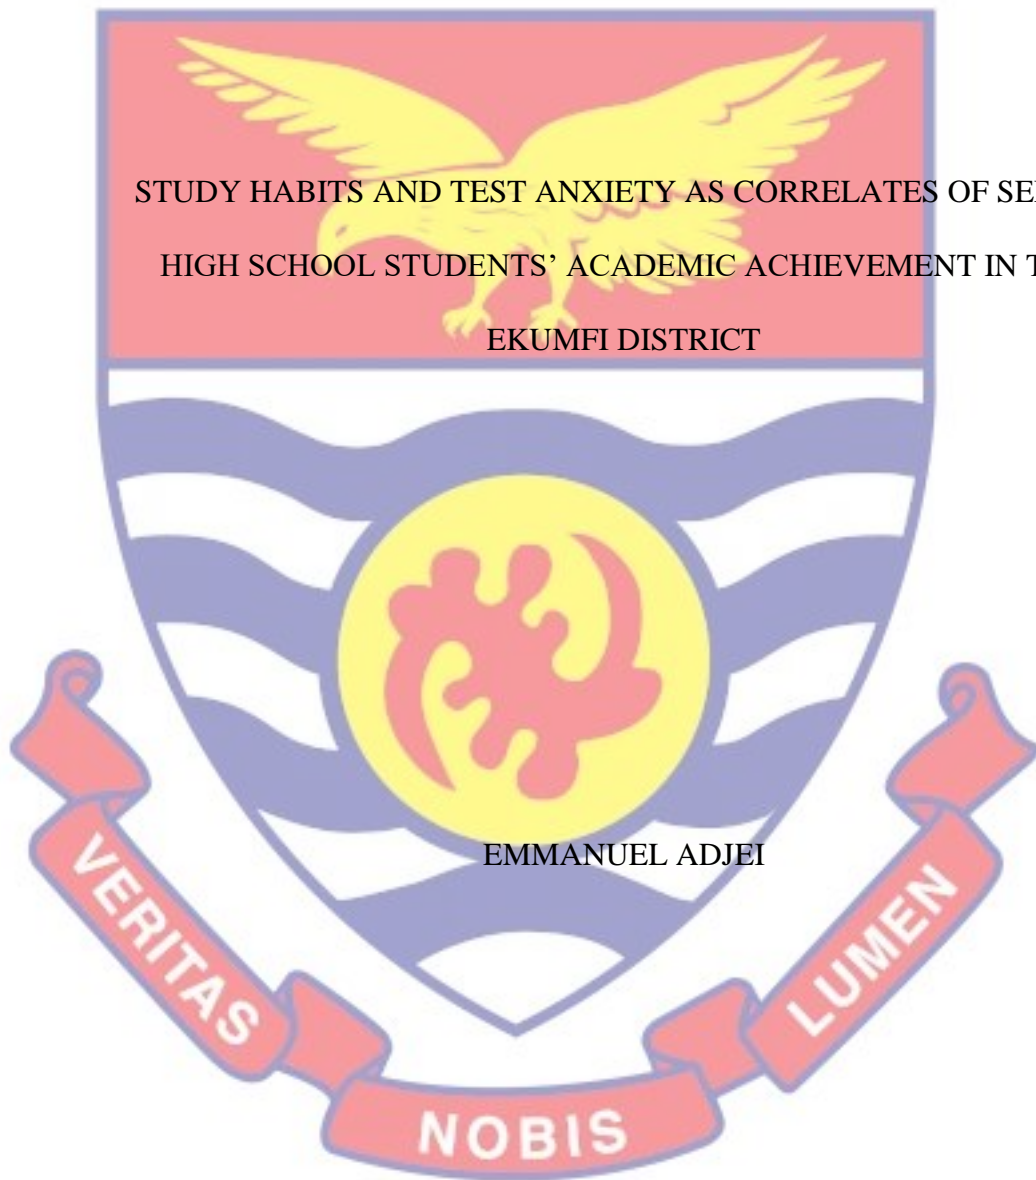 STUDY HABITS AND TEST ANXIETY AS CORRELATES OF
HIGH SCHOOL STUDENTS’ ACADEMIC ACHIEVEMENT IN
EKUMFI DISTRICT
EMMANUEL ADJEI
VERITAS
NOBIS
LUMEN